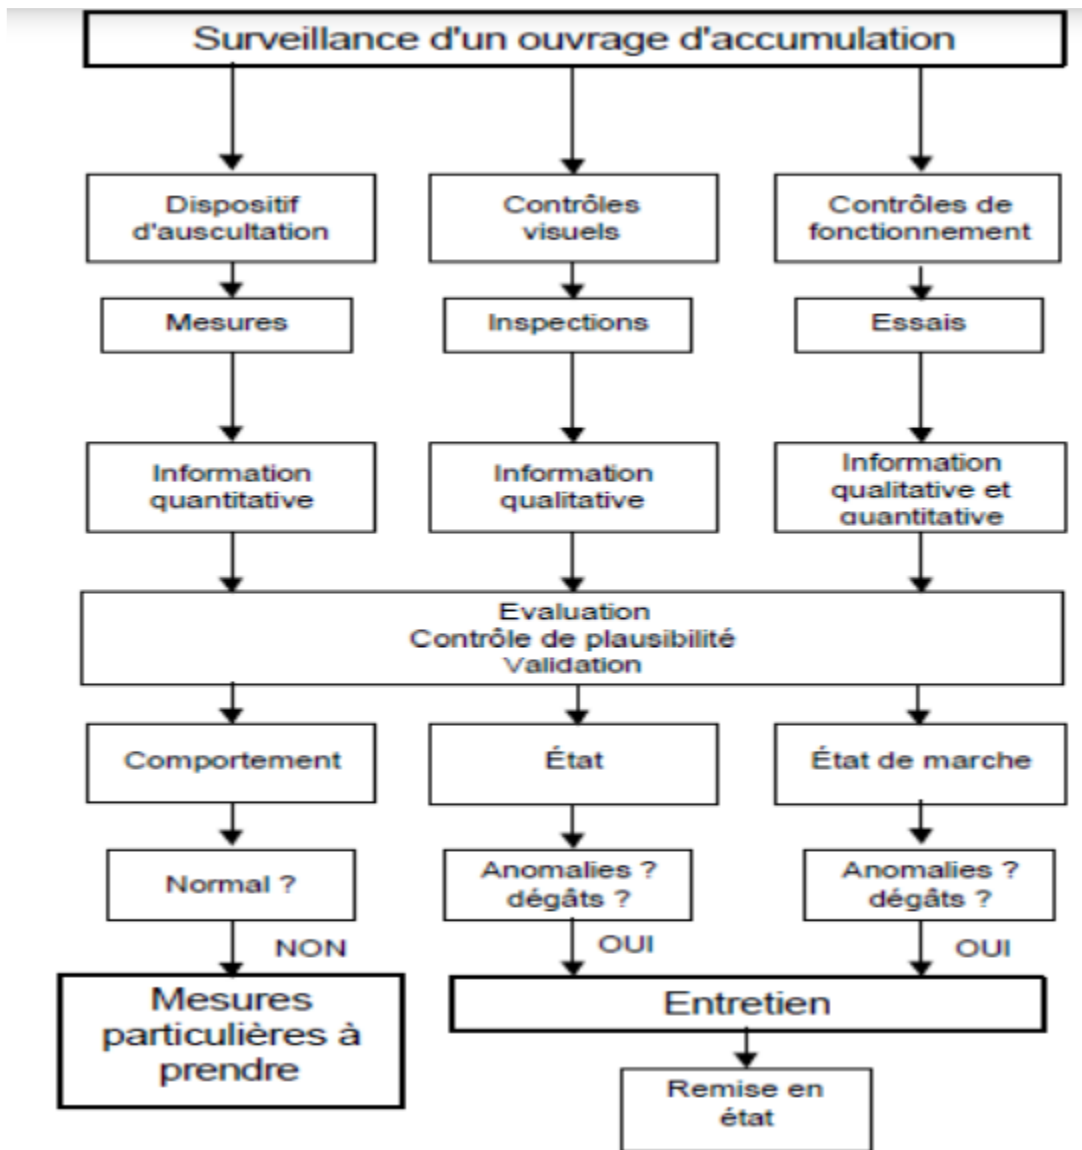 Surveillance d'un ouvrage d'accumulation
Dispositif
d'auscultation
Contrôles
visuels
Contrôles de
fonctionnement
Mesures
Inspections
Essais
Information
quantitative
Information
qualitative
Information
qualitative et
quantitative
Evaluation
Contrôle de plausibilité
Validation
Comportement
État
État de marche
Normal ?
Anomalies ?
dégâts ?
Anomalies ?
dégâts ?
NON
OUI
OUI
Mesures
particulières à
prendre
Entretien
Remise en
état